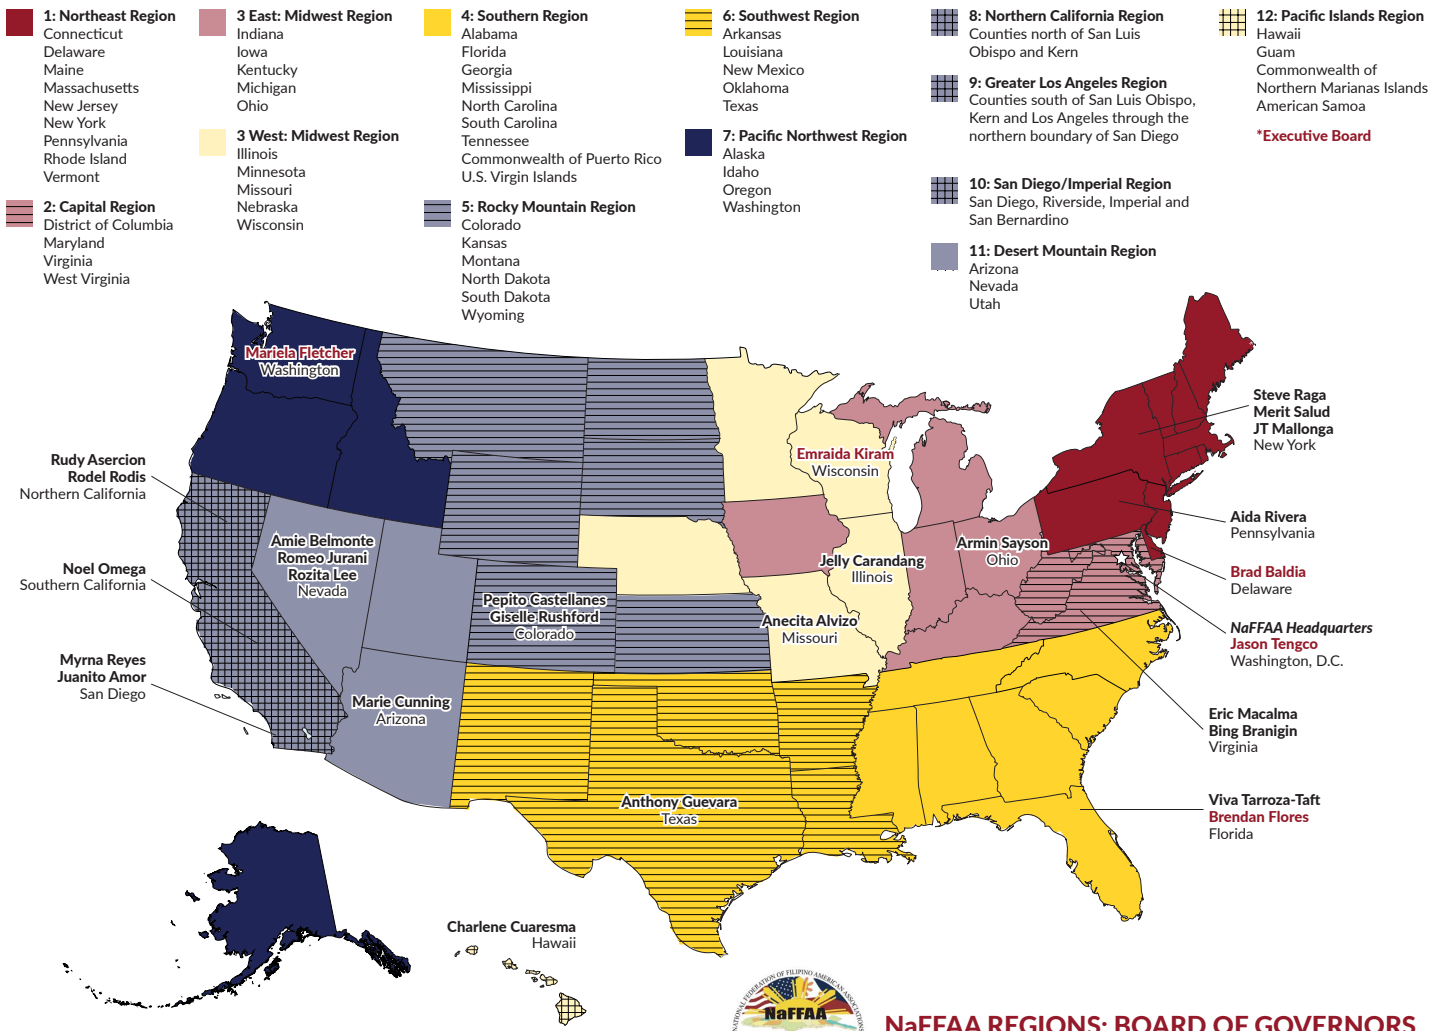 1: Northeast Region
Connecticut
Delaware
Maine
Massachusetts
New Jersey
New York
Pennsylvania
Rhode Island
Vermont
2: Capital Region
District of Columbia
Maryland
Virginia
West Virginia
3 East: Midwest Region
Indiana
Iowa
Kentucky
Michigan
Ohio
3 West: Midwest Region
Illinois
Minnesota
Missouri
Nebraska
Wisconsin
4: Southern Region
Alabama
Florida
Georgia
Mississippi
North Carolina
South Carolina
Tennessee
Commonwealth of Puerto Rico
U.S. Virgin Islands
5: Rocky Mountain Region
Colorado
Kansas
Montana
North Dakota
South Dakota
Wyoming
6: Southwest Region
Arkansas
Louisiana
New Mexico
Oklahoma
Texas
7: Pacific Northwest Region
Alaska
Idaho
Oregon
Washington
8: Northern California Region
Counties north of San Luis
Obispo and Kern
9: Greater Los Angeles Region
Counties south of San Luis Obispo,
Kern and Los Angeles through the
northern boundary of San Diego
10: San Diego/Imperial Region
San Diego, Riverside, Imperial and
San Bernardino
11: Desert Mountain Region
Arizona
Nevada
Utah
12: Pacific Islands Region
Hawaii
Guam
Commonwealth of
Northern Marianas Islands
American Samoa
*Executive Board
Mariela Fletcher
Washington
Rudy Asercion
Rodel Rodis
Northern California
Noel Omega
Southern California
Myrna Reyes
Juanito Amor
San Diego
Amie Belmonte
Romeo Jurani
Rozita Lee
Nevada
Marie Cunning
Arizona
Pepito Castellanes
Giselle Rushford
Colorado
Anthony Guevara
Texas
Emraida Kiram
Wisconsin
Jelly Carandang
Illinois
Anecita Alvizo
Missouri
Armin Sayson
Ohio
Steve Raga
Merit Salud
JT Mallonga
New York
Aida Rivera
Pennsylvania
Brad Baldia
Delaware
NaFFAA Headquarters
Jason Tengco
Washington, D.C.
Eric Macalma
Bing Branigin
Virginia
Viva Tarroza-Taft
Brendan Flores
Florida
Charlene Cuaresma
Hawaii
NATIONAL FEDERATION OF FILIPINO AMERICAN ASSOCIATIONS
NaFFAA
NaFFAA REGIONS: BOARD OF GOVERNORS